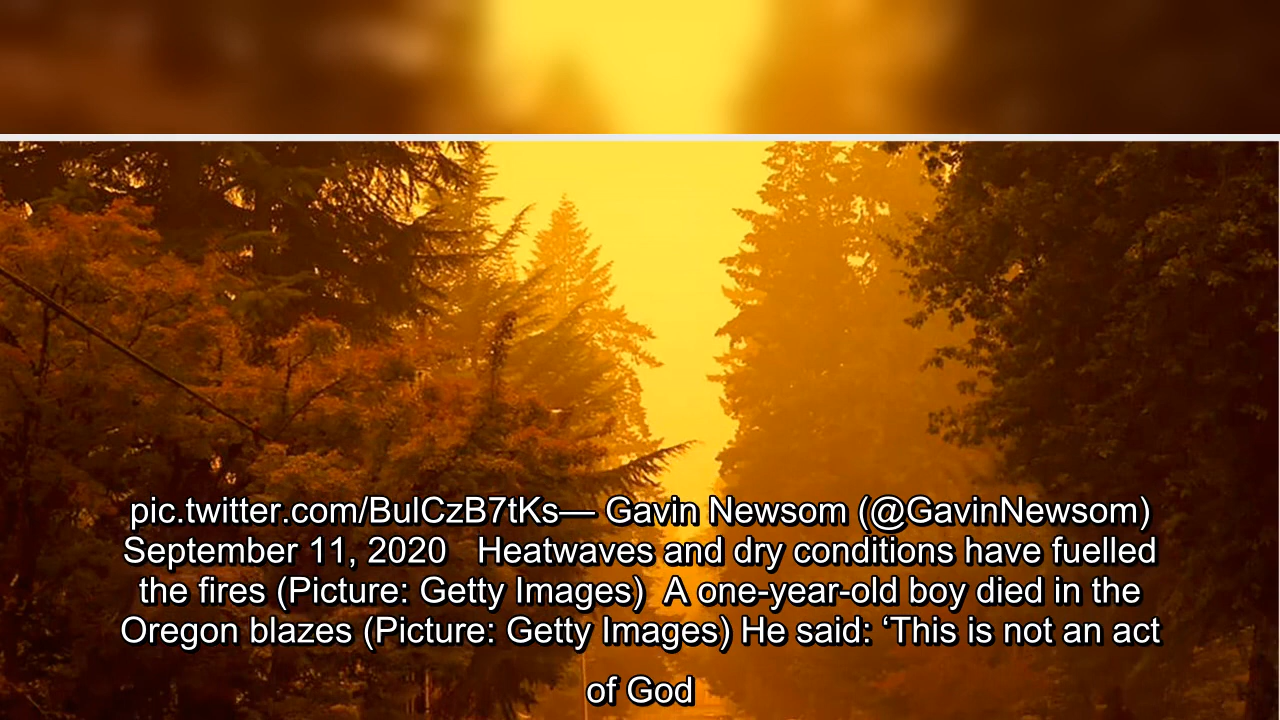 pic.twitter.com/BulCzB7tKs— Gavin Newsom (@GavinNewsom)
September 11, 2020   Heatwaves and dry conditions have fuelled
the fires (Picture: Getty Images)  A one-year-old boy died in the
Oregon blazes (Picture: Getty Images) He said: ‘This is not an act
of God